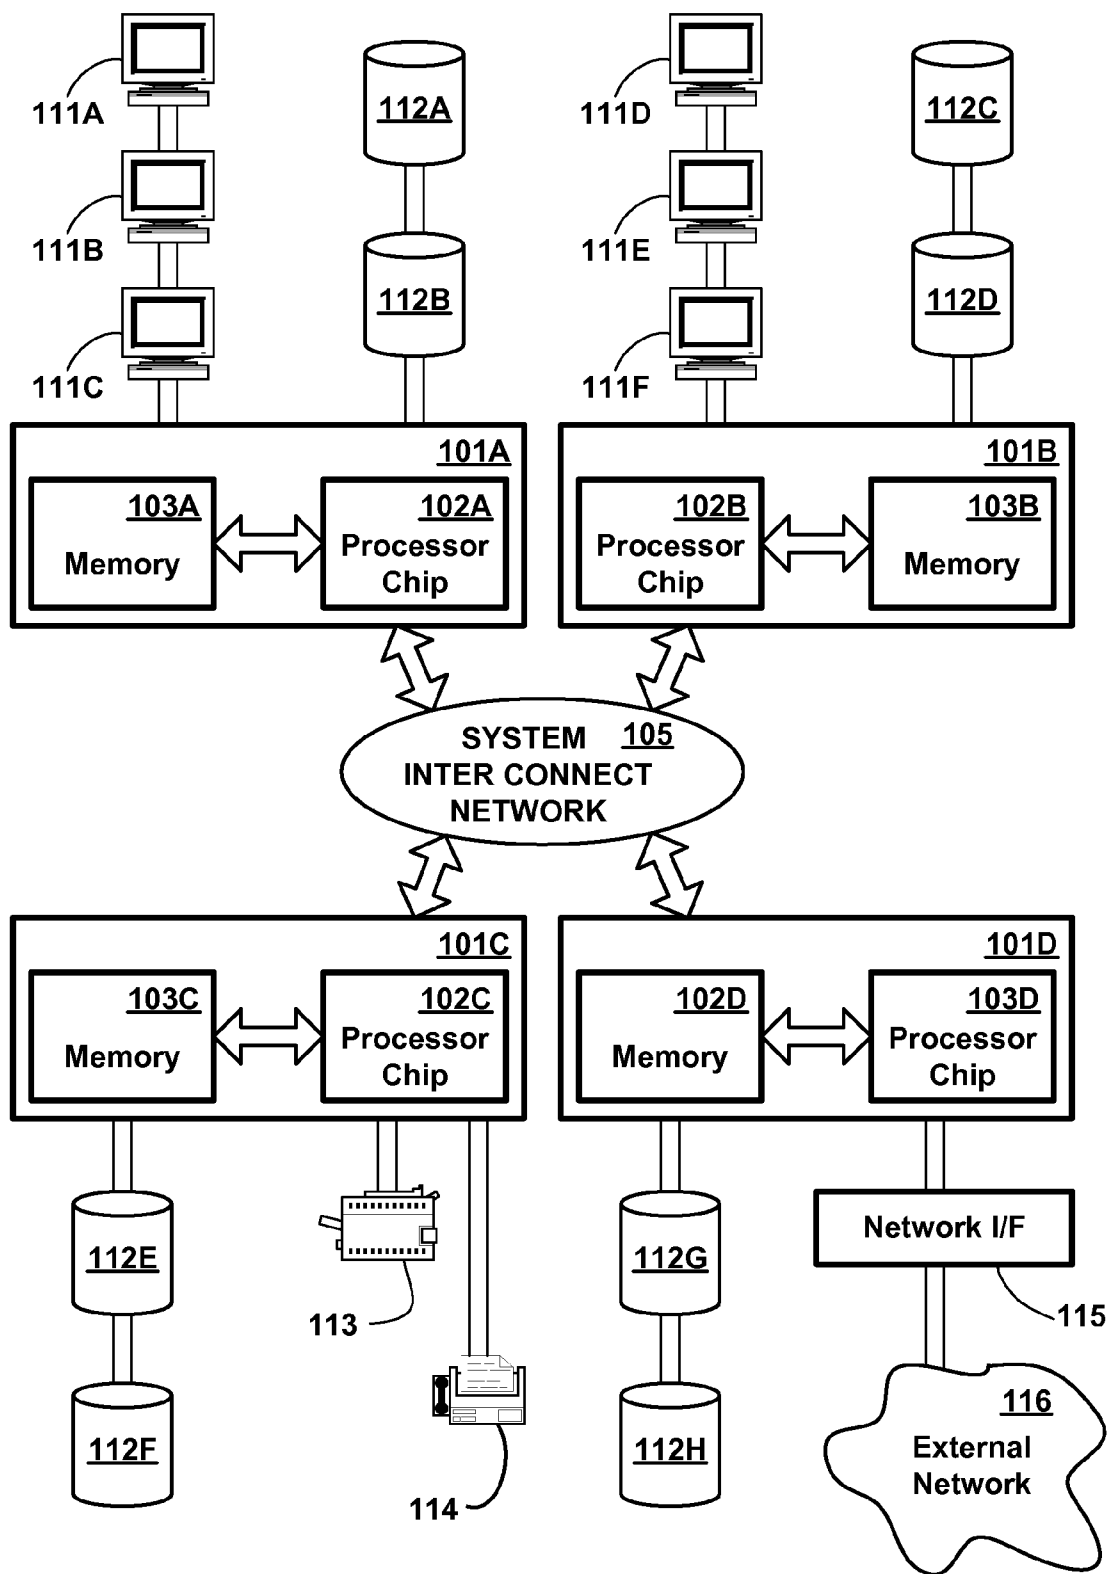 111A
112A
111D
112C
111B
112B
111E
112D
111C
111F
101A
103A
Memory
102A
Processor
Chip
101B
102B
Processor
Chip
103B
Memory
SYSTEM 105
INTER CONNECT
NETWORK
101C
103C
Memory
102C
Processor
Chip
101D
102D
Memory
103D
Processor
Chip
112E
113
112G
Network I/F
115
112F
114
112H
116
External
Network